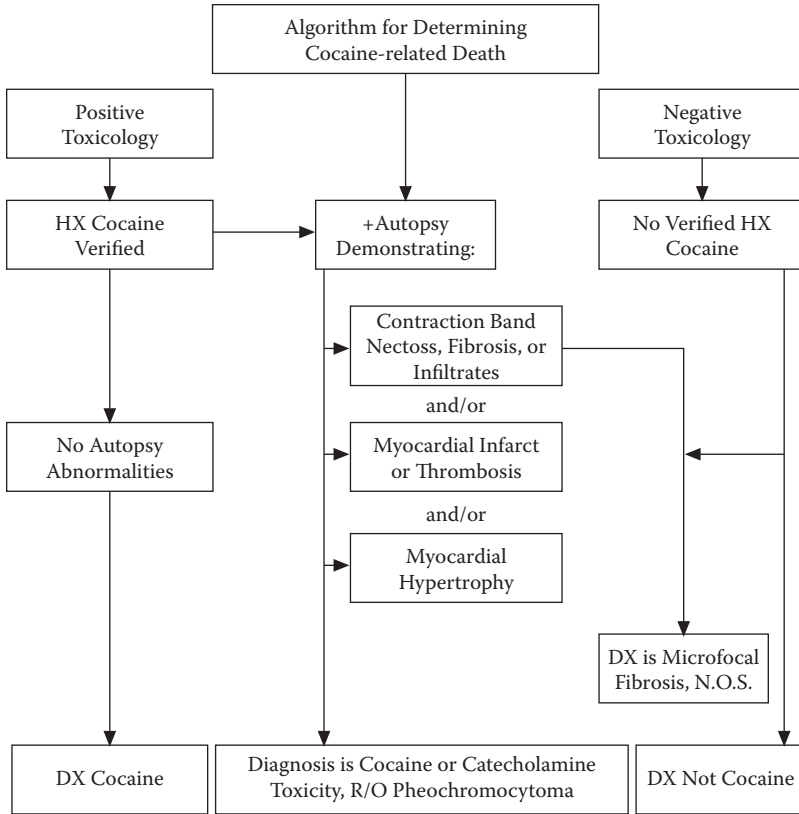 Algorithm for Determining
Cocaine-related Death
Positive
Toxicology
Negative
Toxicology
HX Cocaine
Verified
+Autopsy
Demonstrating:
No Verified HX
Cocaine
Contraction Band
Nectoss, Fibrosis, or
Infiltrates
and/or
No Autopsy
Abnormalities
Myocardial Infarct
or Thrombosis
and/or
Myocardial
Hypertrophy
DX is Microfocal
Fibrosis, N.O.S.
DX Cocaine
Diagnosis is Cocaine or Catecholamine
Toxicity, R/O Pheochromocytoma
DX Not Cocaine